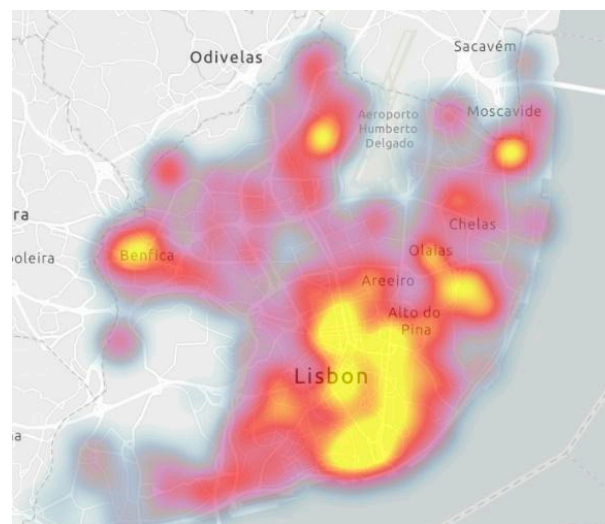 Sacavém
Odivelas
Moscavide
Aeroporto
Humberto
Delgado
ra
Chelas
Benfica
Olaias
oleira
Areeiro
Alto do
Pina
Lisbon
a